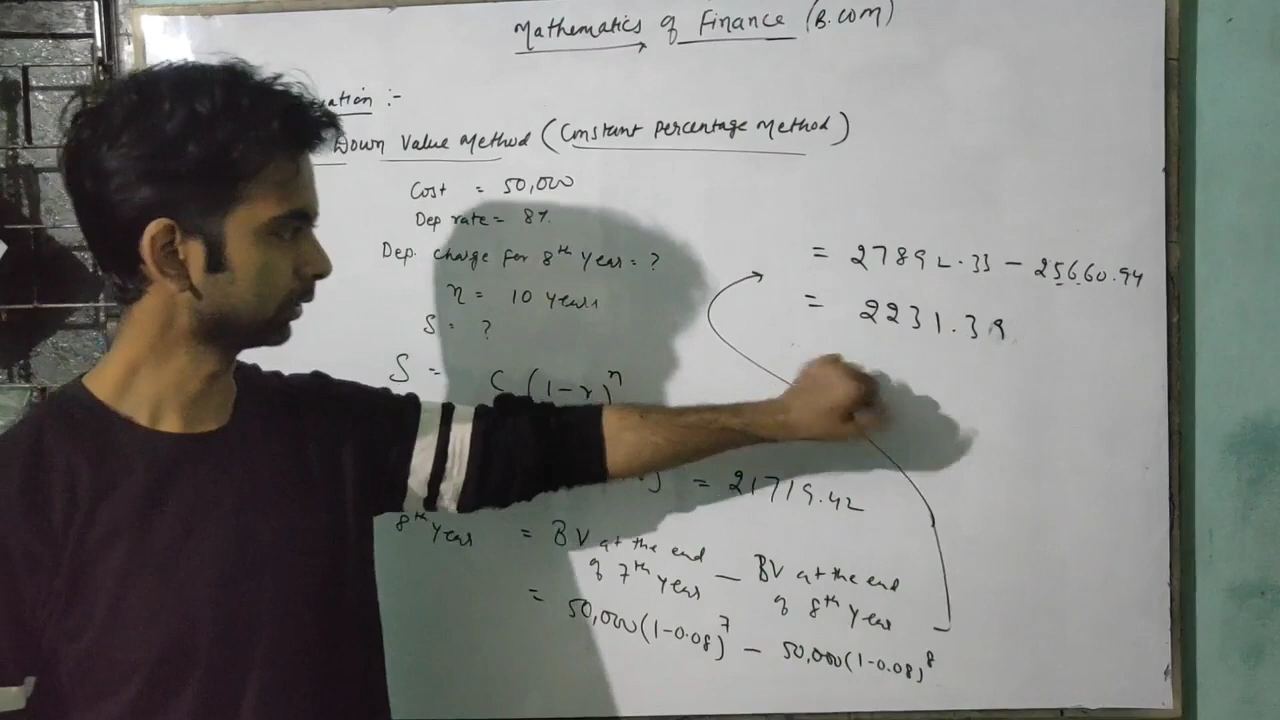 Mathematics of Finance (B.COM)
ation :-
Down Value Method (Constant Percentage Method)
Cost = 50,000
Dep rate = 8%
Dep. Charge for 8th Year = ?
n = 10 years
S = ?
S = C (1-r)^n
= 21719.42
8th Year = BV at the end of 7th years — BV at the end of 8th Year
= 50,000(1-0.08)^7 — 50,000(1-0.08)^8
= 27892.33 - 25660.94
= 2231.39